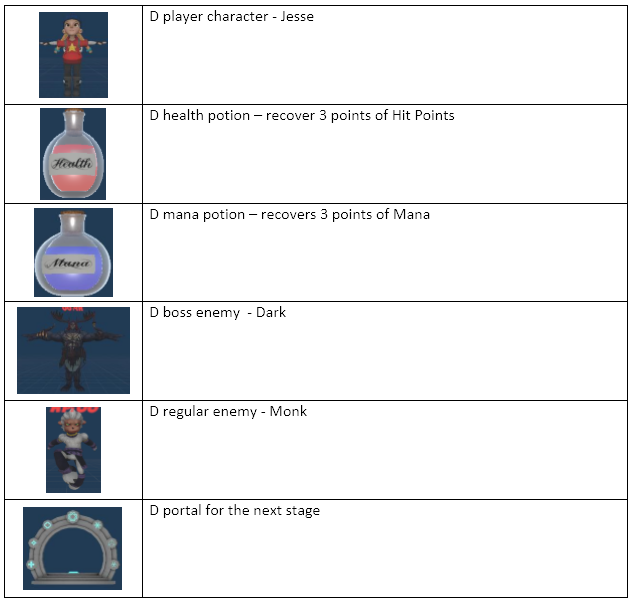 D player character - Jesse
D health potion – recover 3 points of Hit Points
Health
D mana potion – recovers 3 points of Mana
Mana
D boss enemy - Dark
D regular enemy - Monk
D portal for the next stage